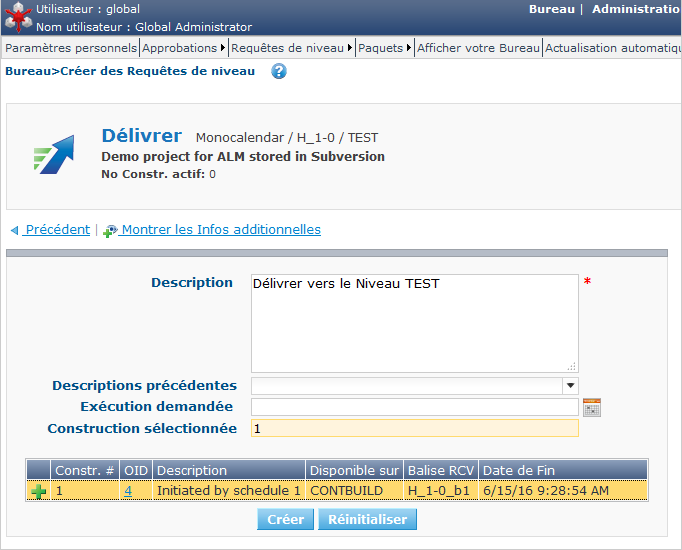 Utilisateur : global
Bureau | Administratio
Nom utilisateur : Global Administrator
Paramètres personnels Approbations Requêtes de niveau Paquets Afficher votre Bureau Actualisation automatiqu
Bureau>Créer des Requêtes de niveau ?
Délivrer Monocalendar / H_1-0 / TEST
Demo project for ALM stored in Subversion
No Constr. actif: 0
Précédent | Montrer les Infos additionnelles
Description Délivrer vers le Niveau TEST *
Descriptions précédentes
Exécution demandée
Construction sélectionnée 1
Constr. # OID Description Disponible sur Balise RCV Date de Fin
1 4 Initiated by schedule 1 CONTBUILD H_1-0_b1 6/15/16 9:28:54 AM
Créer Réinitialiser